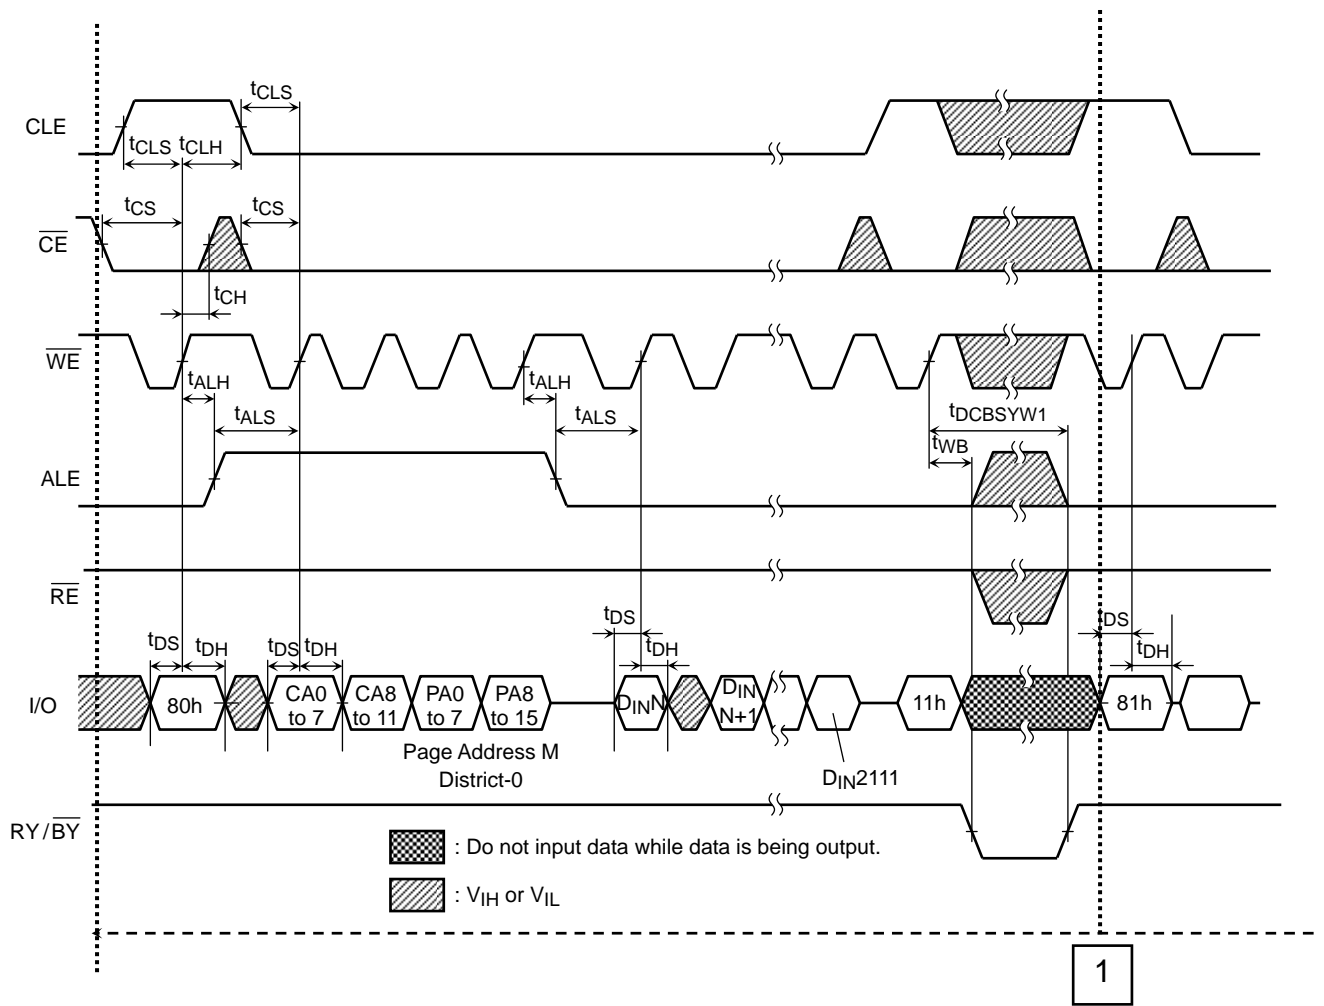 CLE
tCLS
tCLS tCLH
CE
tCS
tCS
tCH
WE
tALH
tALS
tALH
tALS
tDCBSYW1
tWB
ALE
RE
tDS
tDH
tDS
tDH
tDS
tDH
tDS
tDH
I/O
80h
CA0
to 7
CA8
to 11
PA0
to 7
PA8
to 15
DINN
DIN
N+1
11h
81h
Page Address M
District-0
DIN2111
RY/BY
: Do not input data while data is being output.
: VIH or VIL
1